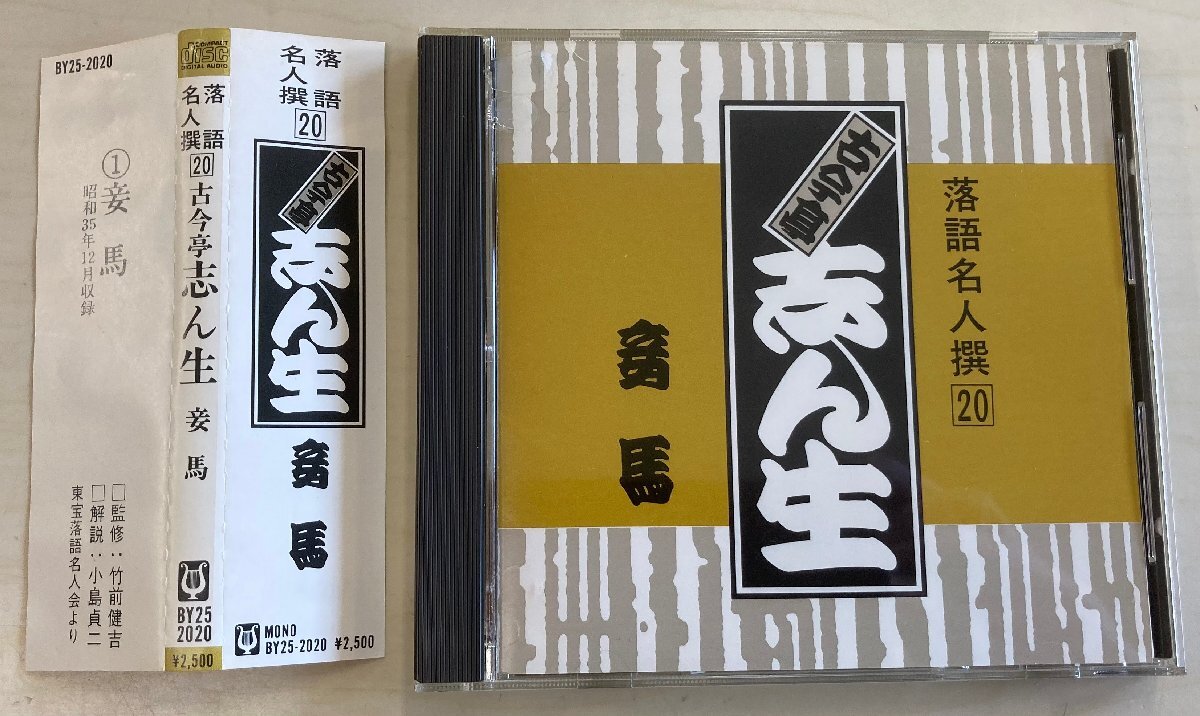 BY25-2020
①妾馬
昭和35年12月収録
□監修：竹前健吉
□解説：小島貞二
東宝落語名人会より
COMPACT
disc
DIGITAL AUDIO
落語
名人撰
20
古今亭志ん生
妾馬
BY25
2020
¥2,500
落語
名人撰
20
古今亭
志ん生
妾馬
MONO
BY25-2020 ¥2,500
落語名人撰20
古今亭
志ん生
妾馬